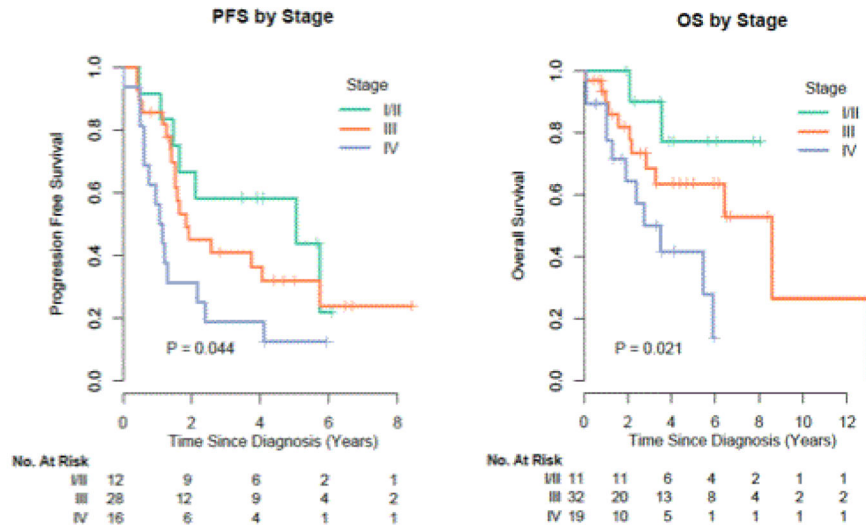 PFS by Stage
Progression Free Survival
1.0
0.8
0.6
0.4
0.2
0.0
Stage
I/II
III
IV
P = 0.044
0 2 4 6 8
Time Since Diagnosis (Years)
No. At Risk
I/II 12 9 6 2 1
III 28 12 9 4 2
IV 16 6 4 1 1
OS by Stage
Overall Survival
1.0
0.8
0.6
0.4
0.2
0.0
Stage
I/II
III
IV
P = 0.021
0 2 4 6 8 10 12
Time Since Diagnosis (Years)
No. At Risk
I/II 11 11 6 4 2 1 1
III 32 20 13 8 4 2 2
IV 19 10 5 1 1 1 1